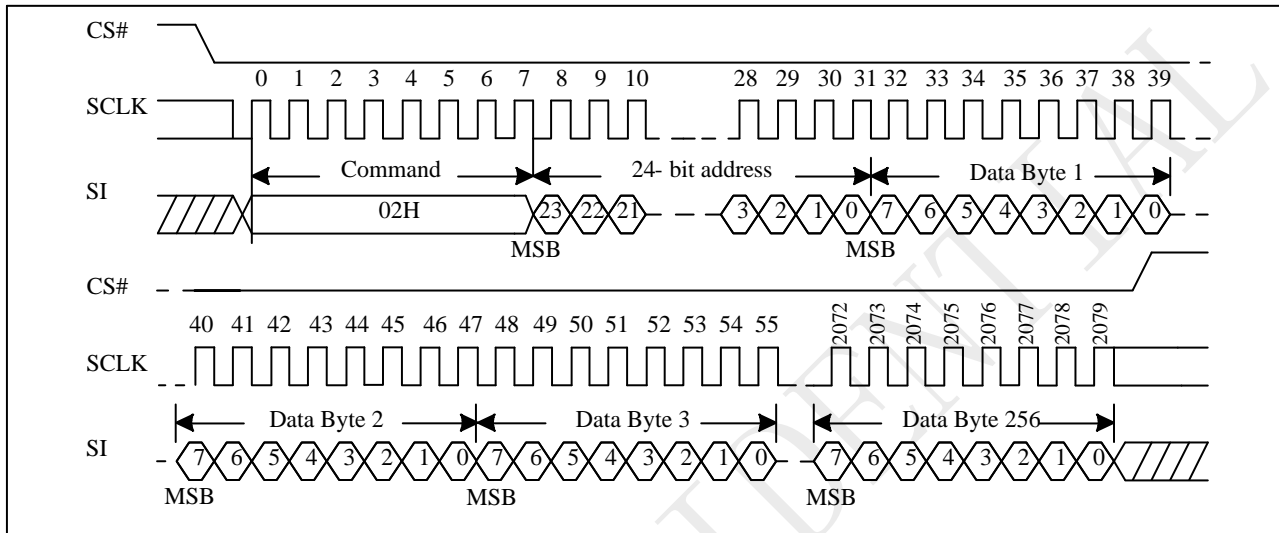 CS#
0 1 2 3 4 5 6 7 8 9 10 28 29 30 31 32 33 34 35 36 37 38 39
SCLK
Command 24- bit address Data Byte 1
SI
02H 23 22 21 3 2 1 0 7 6 5 4 3 2 1 0
MSB MSB
CS#
40 41 42 43 44 45 46 47 48 49 50 51 52 53 54 55 2072 2073 2074 2075 2076 2077 2078 2079
SCLK
Data Byte 2 Data Byte 3 Data Byte 256
SI
7 6 5 4 3 2 1 0 7 6 5 4 3 2 1 0 7 6 5 4 3 2 1 0
MSB MSB MSB